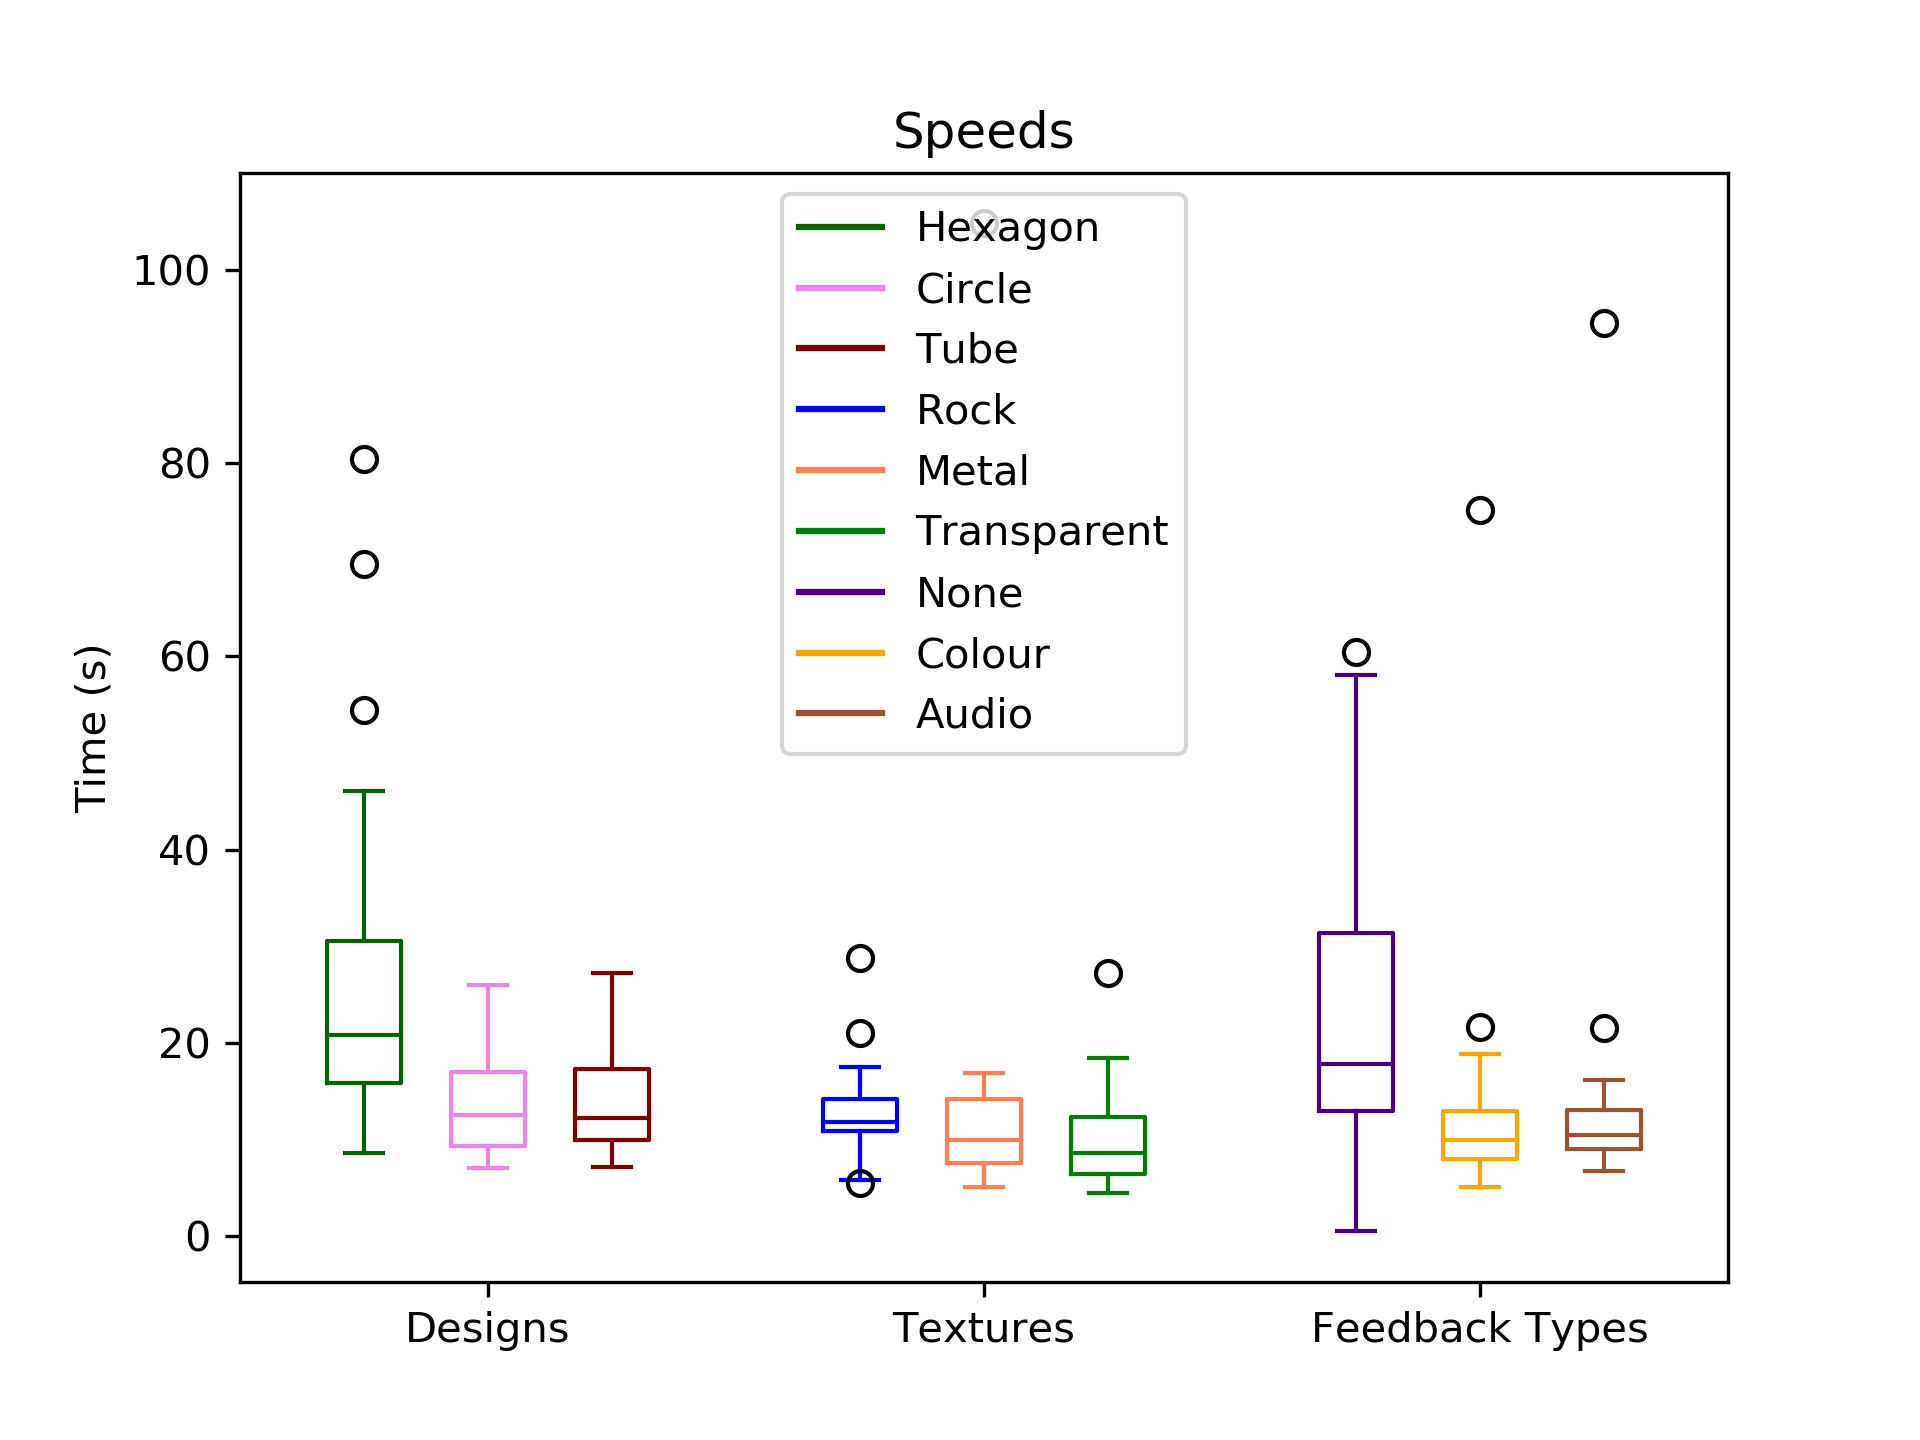 Speeds
100
80
60
40
20
0
Time (s)
Hexagon
Circle
Tube
Rock
Metal
Transparent
None
Colour
Audio
Designs
Textures
Feedback Types